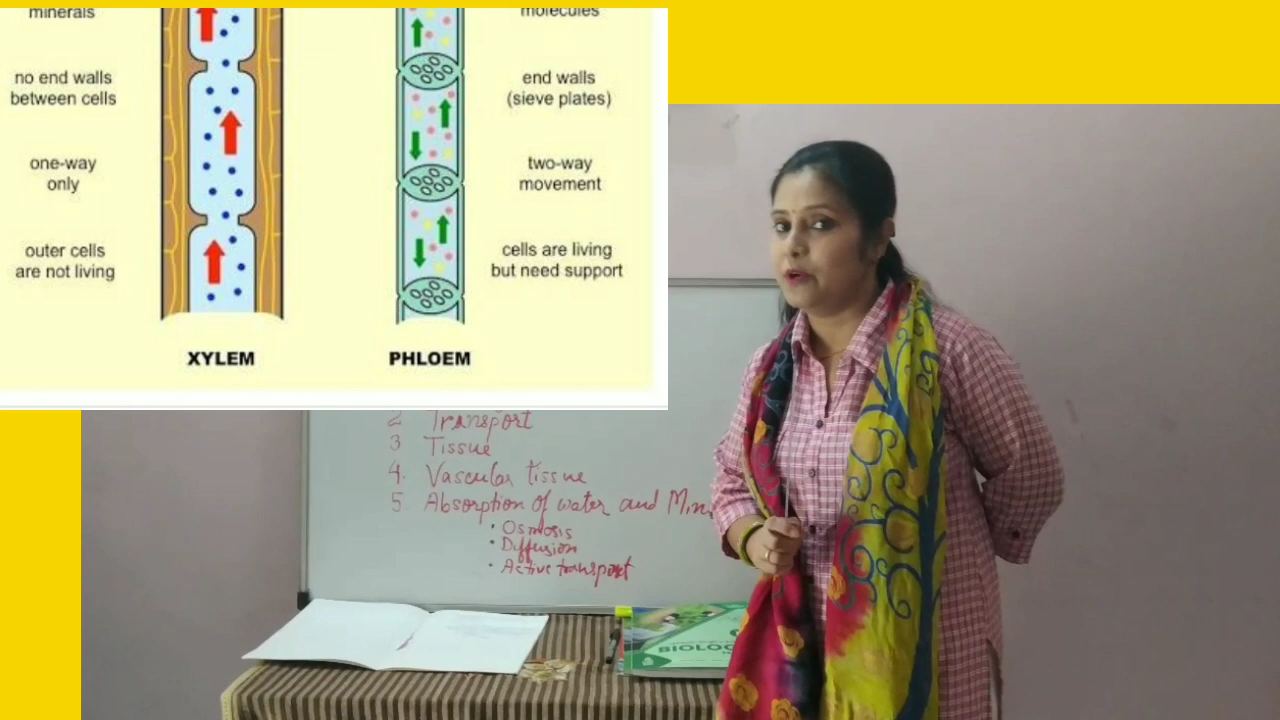 minerals
molecules
no end walls
between cells
end walls
(sieve plates)
one-way
only
two-way
movement
outer cells
are not living
cells are living
but need support
XYLEM
PHLOEM
2 Transport
3 Tissue
4. Vascular tissue
5. Absorption of water and Min
• Osmosis
• Diffusion
• Active transport